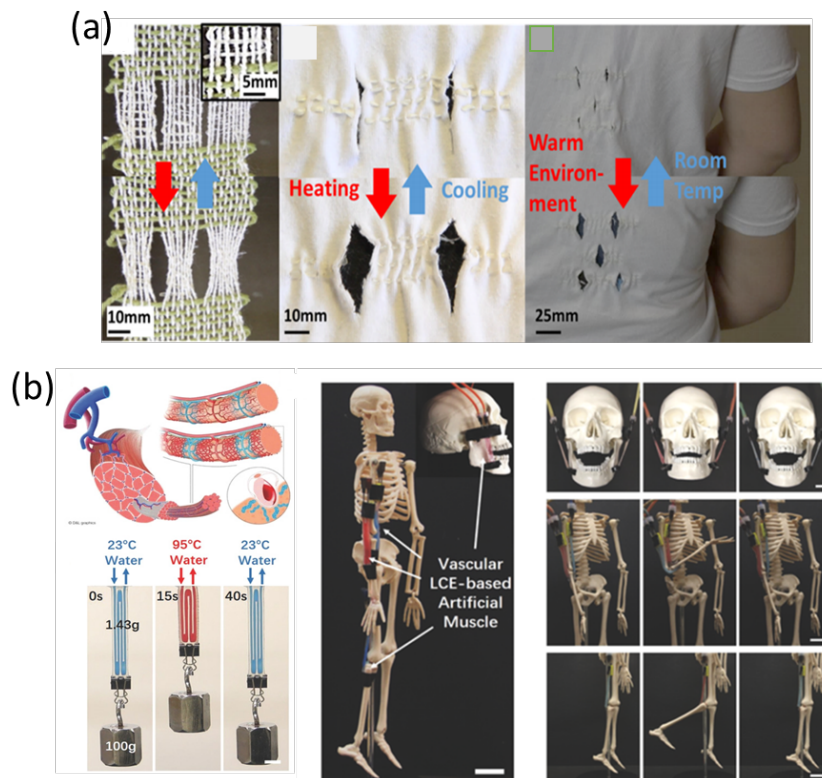 (a)
5mm
10mm
Heating
Cooling
10mm
Warm
Environ-
ment
Room
Temp
25mm
(b)
23°C
Water
95°C
Water
23°C
Water
0s
15s
40s
1.43g
100g
Vascular
LCE-based
Artificial
Muscle